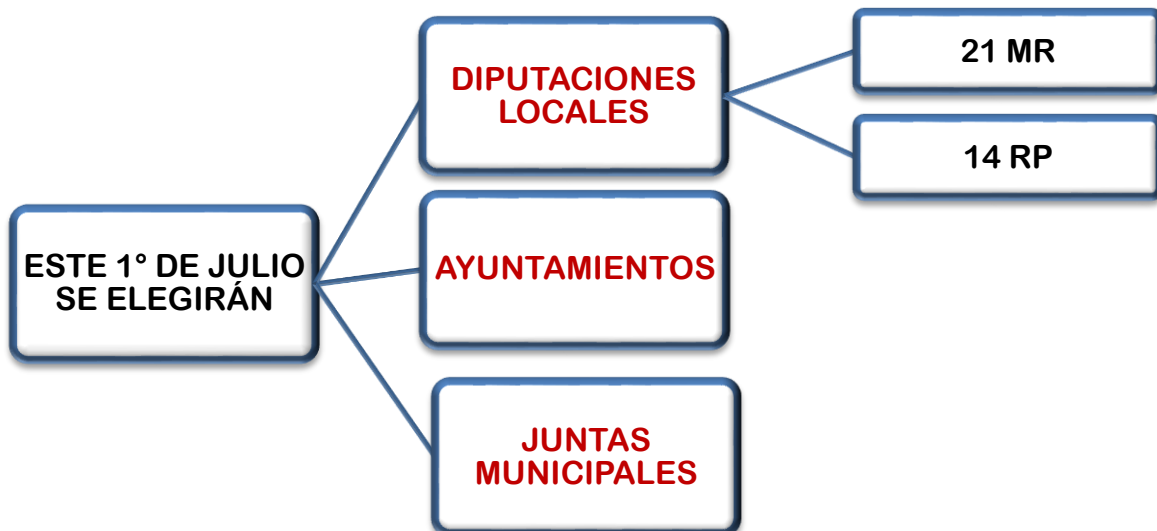 ESTE 1° DE JULIO
SE ELEGIRÁN
DIPUTACIONES
LOCALES
21 MR
14 RP
AYUNTAMIENTOS
JUNTAS
MUNICIPALES